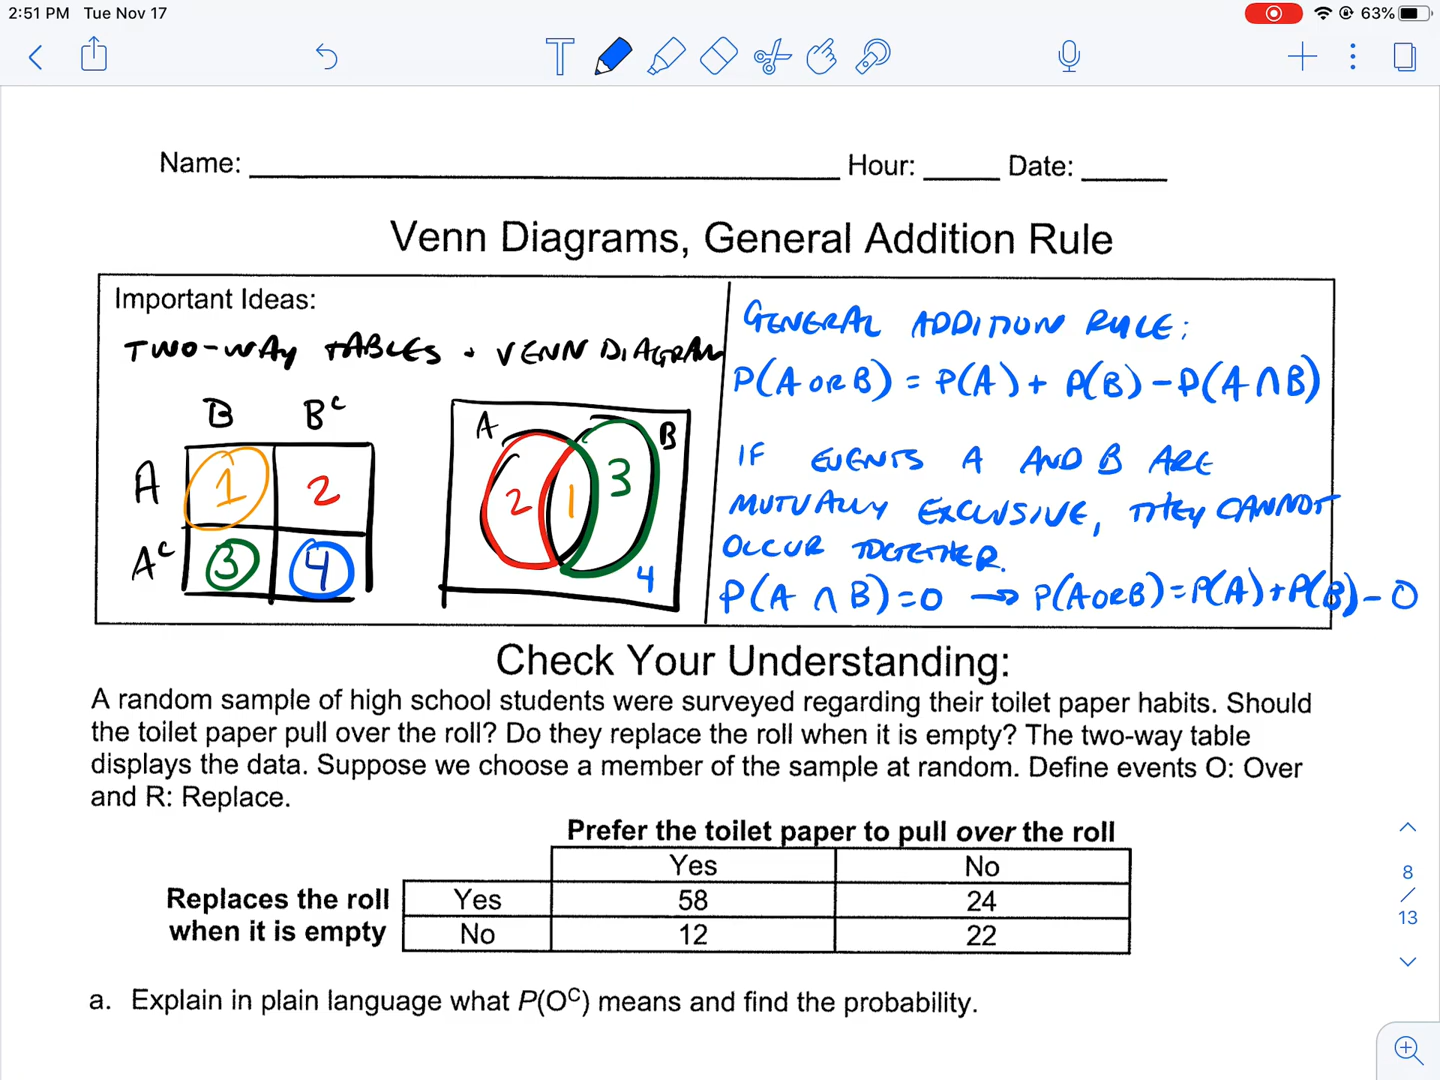 2:51 PM Tue Nov 17
63%
T
Name: Hour: Date:
Venn Diagrams, General Addition Rule
Important Ideas:
TWO-WAY TABLES + VENN DIAGRAM
B Bᶜ
A 1 2
Aᶜ 3 4
A B
2 1 3
4
GENERAL ADDITION RULE:
P(A OR B) = P(A) + P(B) - P(A ∩ B)
IF EVENTS A AND B ARE
MUTUALLY EXCLUSIVE, THEY CANNOT
OCCUR TOGETHER.
P(A ∩ B) = 0 → P(A OR B) = P(A) + P(B) - 0
Check Your Understanding:
A random sample of high school students were surveyed regarding their toilet paper habits. Should
the toilet paper pull over the roll? Do they replace the roll when it is empty? The two-way table
displays the data. Suppose we choose a member of the sample at random. Define events O: Over
and R: Replace.
Prefer the toilet paper to pull over the roll
Yes No
Replaces the roll
when it is empty
Yes 58 24
No 12 22
a. Explain in plain language what P(Oᶜ) means and find the probability.
8
/
13